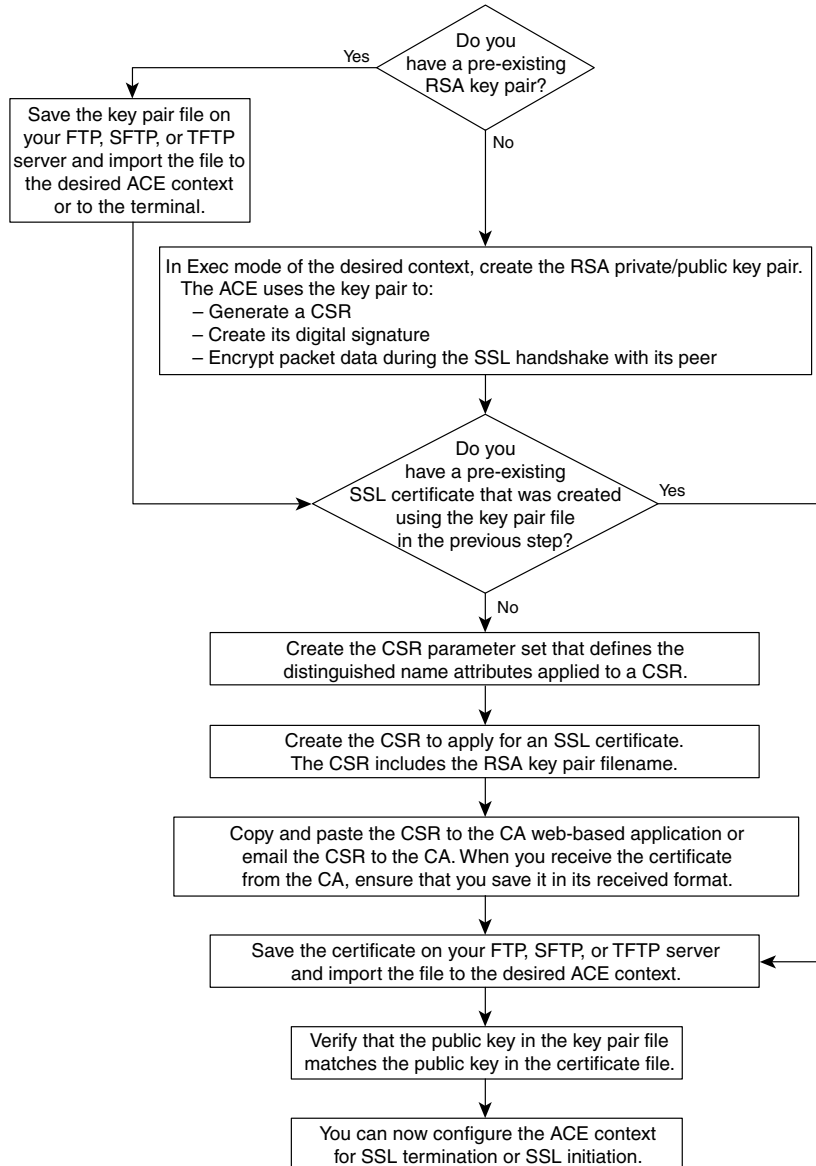 Do you
have a pre-existing
RSA key pair?
Yes
No
Save the key pair file on
your FTP, SFTP, or TFTP
server and import the file to
the desired ACE context
or to the terminal.
In Exec mode of the desired context, create the RSA private/public key pair.
The ACE uses the key pair to:
– Generate a CSR
– Create its digital signature
– Encrypt packet data during the SSL handshake with its peer
Do you
have a pre-existing
SSL certificate that was created
using the key pair file
in the previous step?
Yes
No
Create the CSR parameter set that defines the
distinguished name attributes applied to a CSR.
Create the CSR to apply for an SSL certificate.
The CSR includes the RSA key pair filename.
Copy and paste the CSR to the CA web-based application or
email the CSR to the CA. When you receive the certificate
from the CA, ensure that you save it in its received format.
Save the certificate on your FTP, SFTP, or TFTP server
and import the file to the desired ACE context.
Verify that the public key in the key pair file
matches the public key in the certificate file.
You can now configure the ACE context
for SSL termination or SSL initiation.